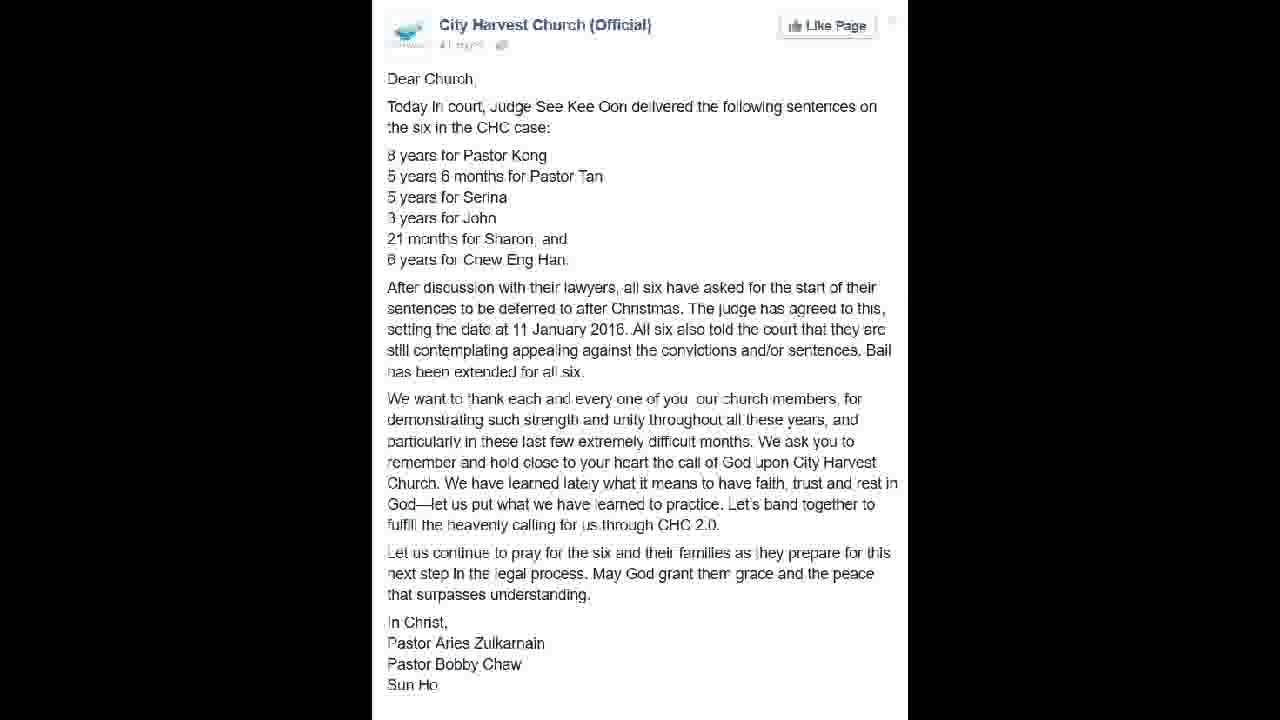 City Harvest Church (Official)
Like Page
Dear Church,
Today in court, Judge See Kee Oon delivered the following sentences on
the six in the CHC case:
8 years for Pastor Kong
5 years 6 months for Pastor Tan
5 years for Serina
3 years for John
21 months for Sharon, and
6 years for Chew Eng Han.
After discussion with their lawyers, all six have asked for the start of their
sentences to be deferred to after Christmas. The judge has agreed to this,
setting the date at 11 January 2016. All six also told the court that they are
still contemplating appealing against the convictions and/or sentences. Bail
has been extended for all six.
We want to thank each and every one of you, our church members, for
demonstrating such strength and unity throughout all these years, and
particularly in these last few extremely difficult months. We ask you to
remember and hold close to your heart the call of God upon City Harvest
Church. We have learned lately what it means to have faith, trust and rest in
God—let us put what we have learned to practice. Let's band together to
fulfill the heavenly calling for us through CHC 2.0.
Let us continue to pray for the six and their families as they prepare for this
next step in the legal process. May God grant them grace and the peace
that surpasses understanding.
In Christ,
Pastor Aries Zulkarnain
Pastor Bobby Chaw
Sun Ho